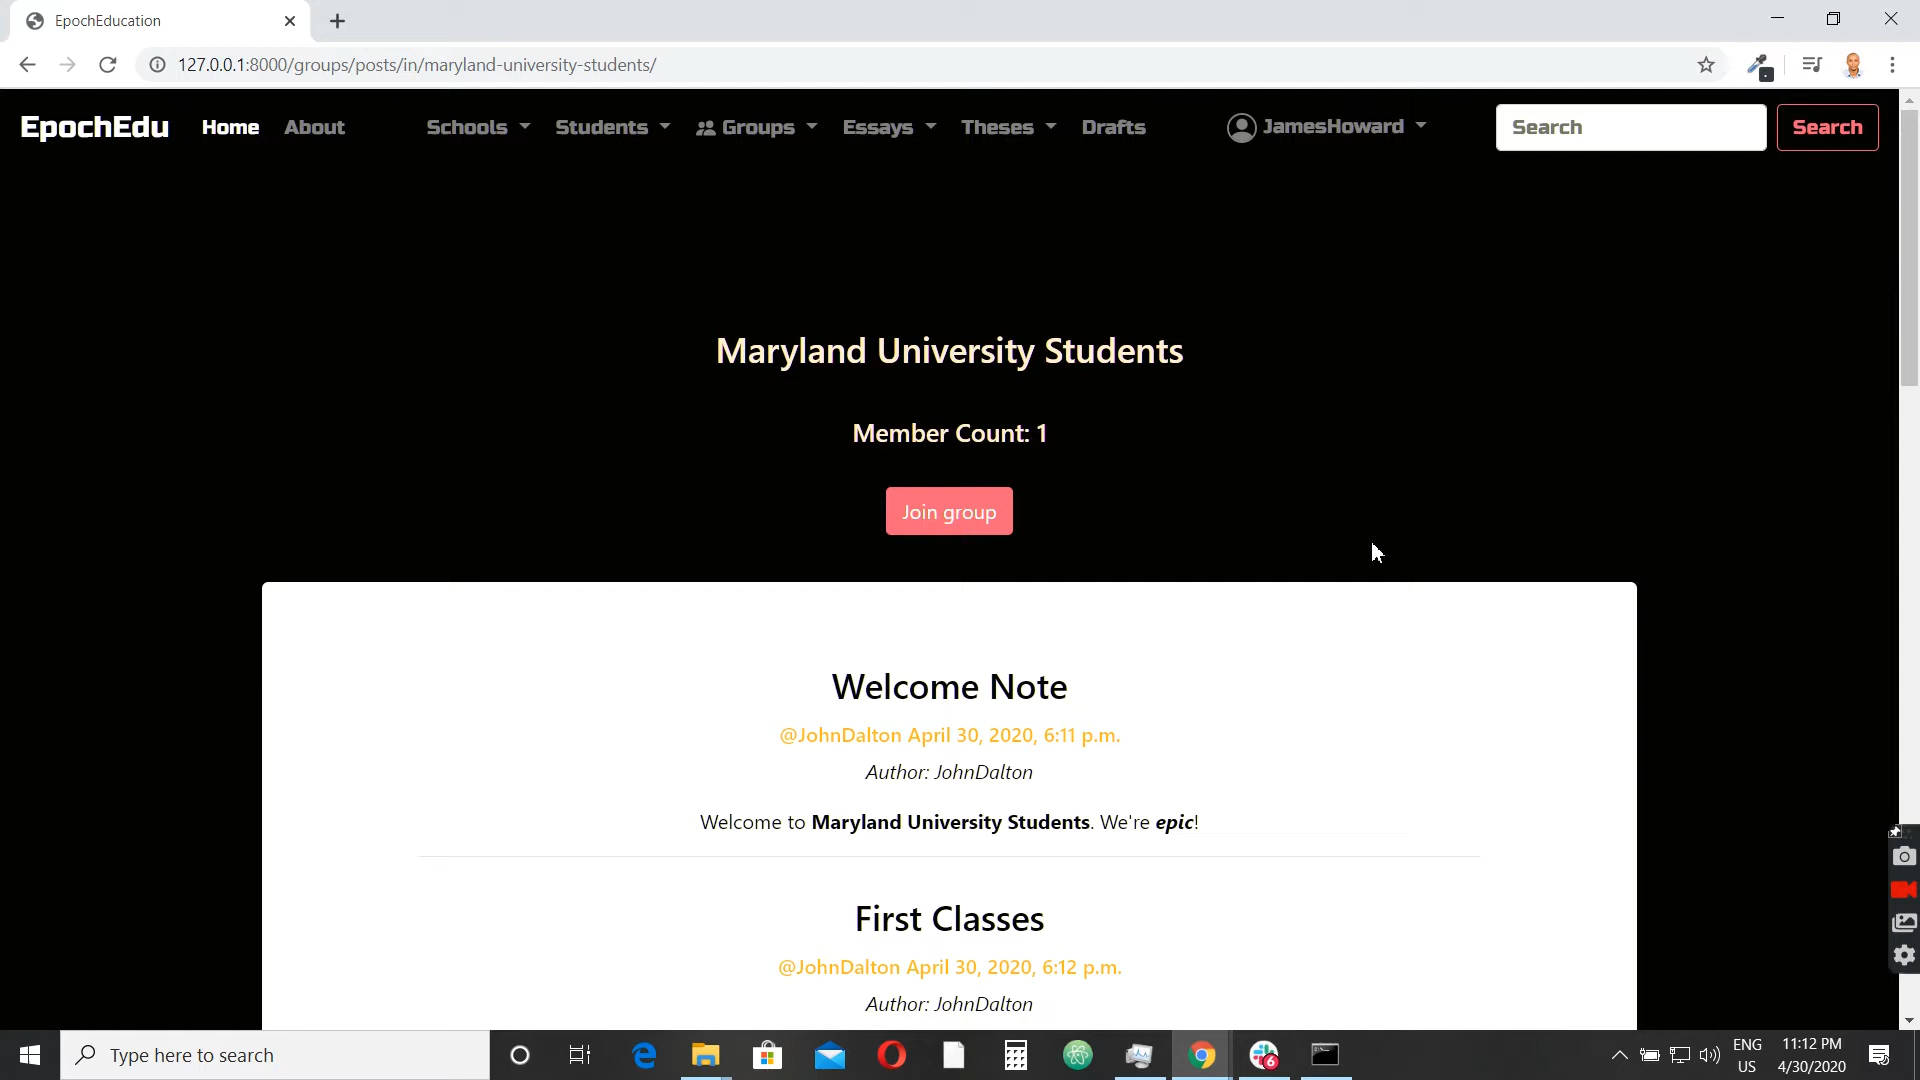 EpochEducation
127.0.0.1:8000/groups/posts/in/maryland-university-students/
EpochEdu Home About Schools Students Groups Essays Theses Drafts JamesHoward Search Search
Maryland University Students
Member Count: 1
Join group
Welcome Note
@JohnDalton April 30, 2020, 6:11 p.m.
Author: JohnDalton
Welcome to Maryland University Students. We're epic!
First Classes
@JohnDalton April 30, 2020, 6:12 p.m.
Author: JohnDalton
Type here to search
6
ENG
US
11:12 PM
4/30/2020